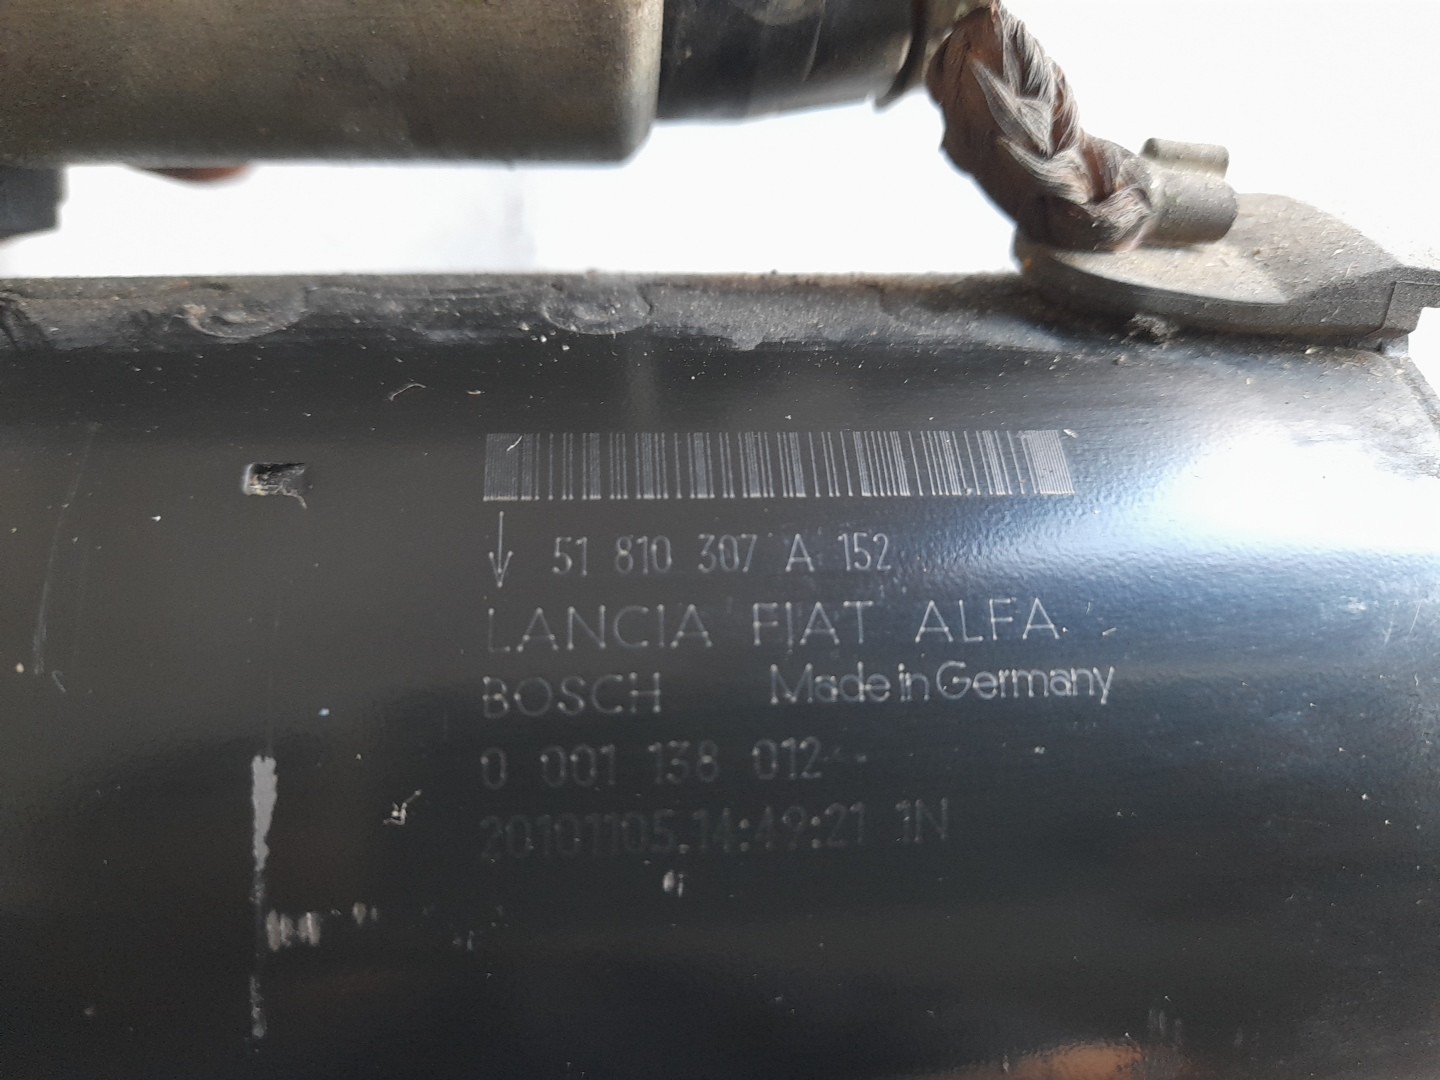 51 810 307 A 152
LANCIA FIAT ALFA
BOSCH Made in Germany
0 001 138 012
20101105.14:49:21 1N